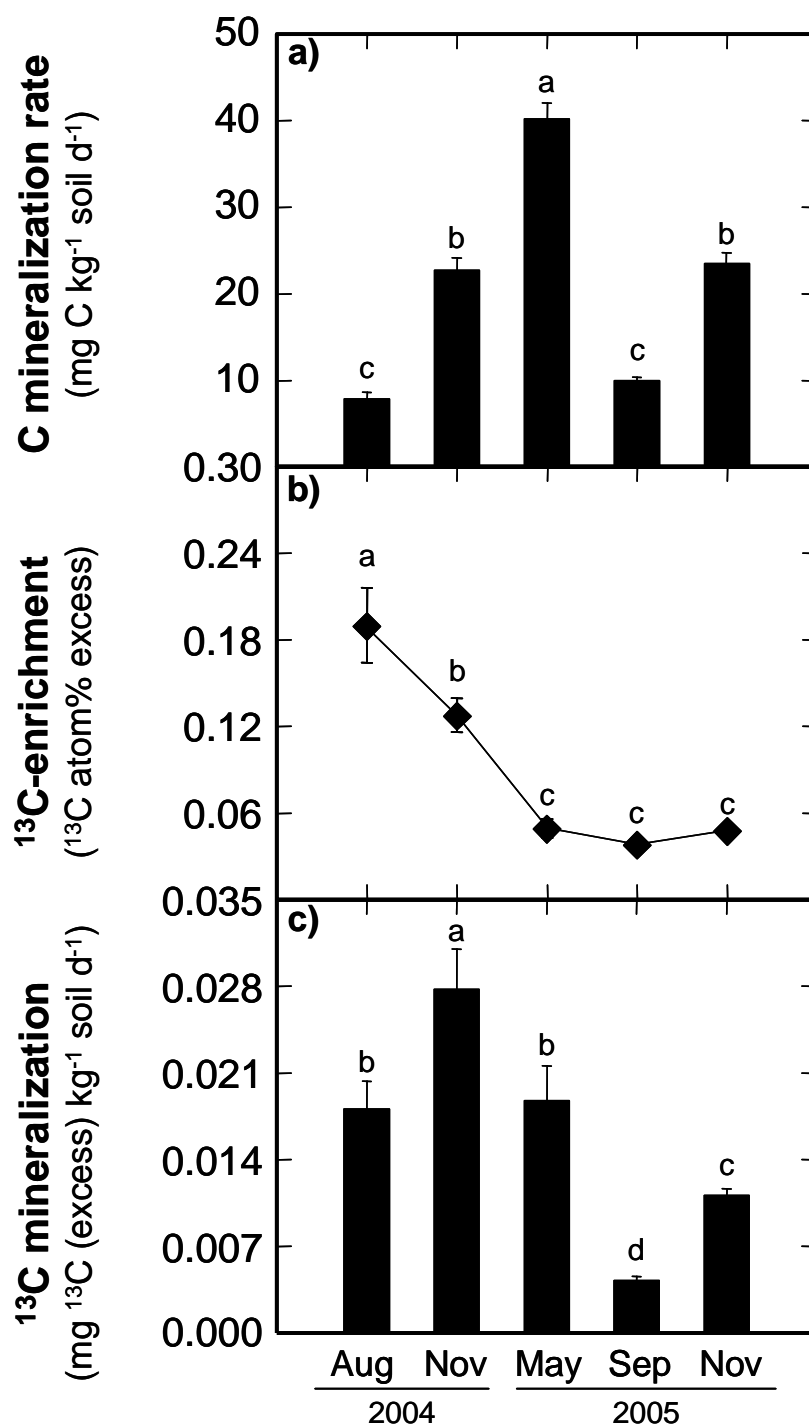 C mineralization rate
(mg C kg⁻¹ soil d⁻¹)
50
40
30
20
10
a)
c
b
a
c
b
¹³C-enrichment
(¹³C atom% excess)
0.30
0.24
0.18
0.12
0.06
b)
a
b
c
c
c
¹³C mineralization
(mg ¹³C (excess) kg⁻¹ soil d⁻¹)
0.035
0.028
0.021
0.014
0.007
0.000
c)
b
a
b
d
c
Aug Nov May Sep Nov
2004 2005